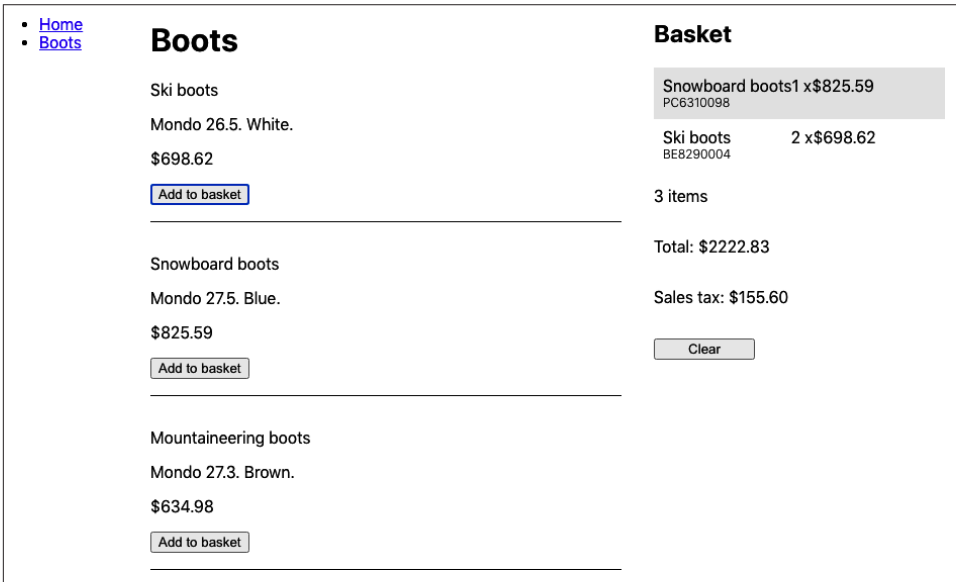 Home
Boots
Boots
Ski boots
Mondo 26.5. White.
$698.62
Add to basket
Snowboard boots
Mondo 27.5. Blue.
$825.59
Add to basket
Mountaineering boots
Mondo 27.3. Brown.
$634.98
Add to basket
Basket
Snowboard boots1 x$825.59
PC6310098
Ski boots 2 x$698.62
BE8290004
3 items
Total: $2222.83
Sales tax: $155.60
Clear